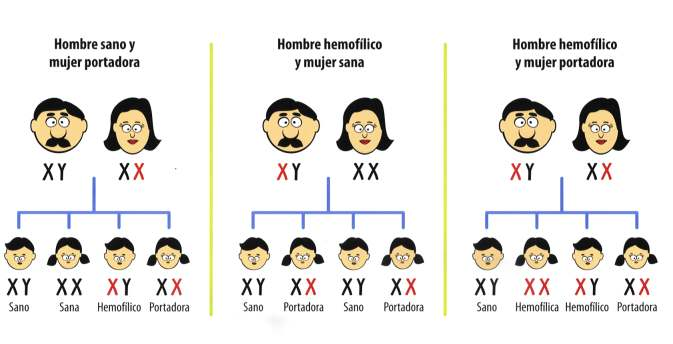 Hombre sano y
mujer portadora
XY
XX
XY
XX
XY
XX
Sano
Sana
Hemofílico
Portadora
Hombre hemofílico
y mujer sana
XY
XX
XY
XX
XY
XX
Sano
Portadora
Sano
Portadora
Hombre hemofílico
y mujer portadora
XY
XX
XY
XX
XY
XX
Sano
Hemofílica
Hemofílico
Portadora